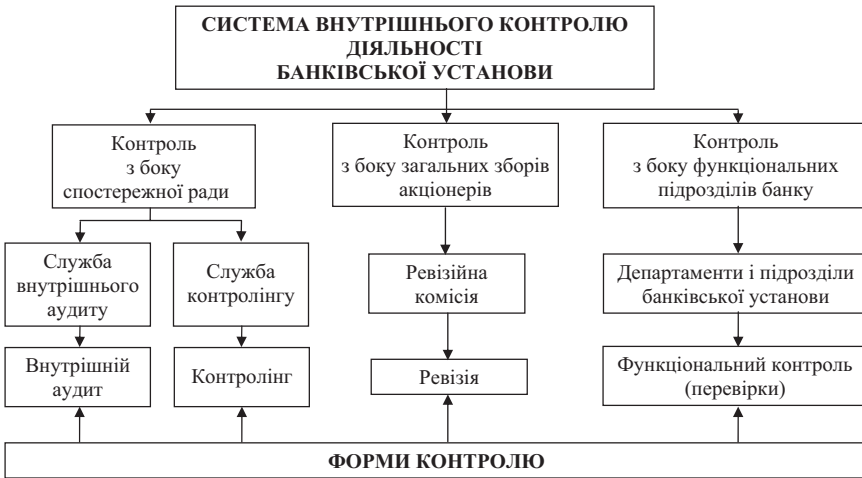 СИСТЕМА ВНУТРІШНЬОГО КОНТРОЛЮ
ДІЯЛЬНОСТІ
БАНКІВСЬКОЇ УСТАНОВИ
Контроль
з боку
спостережної ради
Контроль
з боку загальних зборів
акціонерів
Контроль
з боку функціональних
підрозділів банку
Служба
внутрішнього
аудиту
Служба
контролінгу
Ревізійна
комісія
Департаменти і підрозділи
банківської установи
Внутрішній
аудит
Контролінг
Ревізія
Функціональний контроль
(перевірки)
ФОРМИ КОНТРОЛЮ